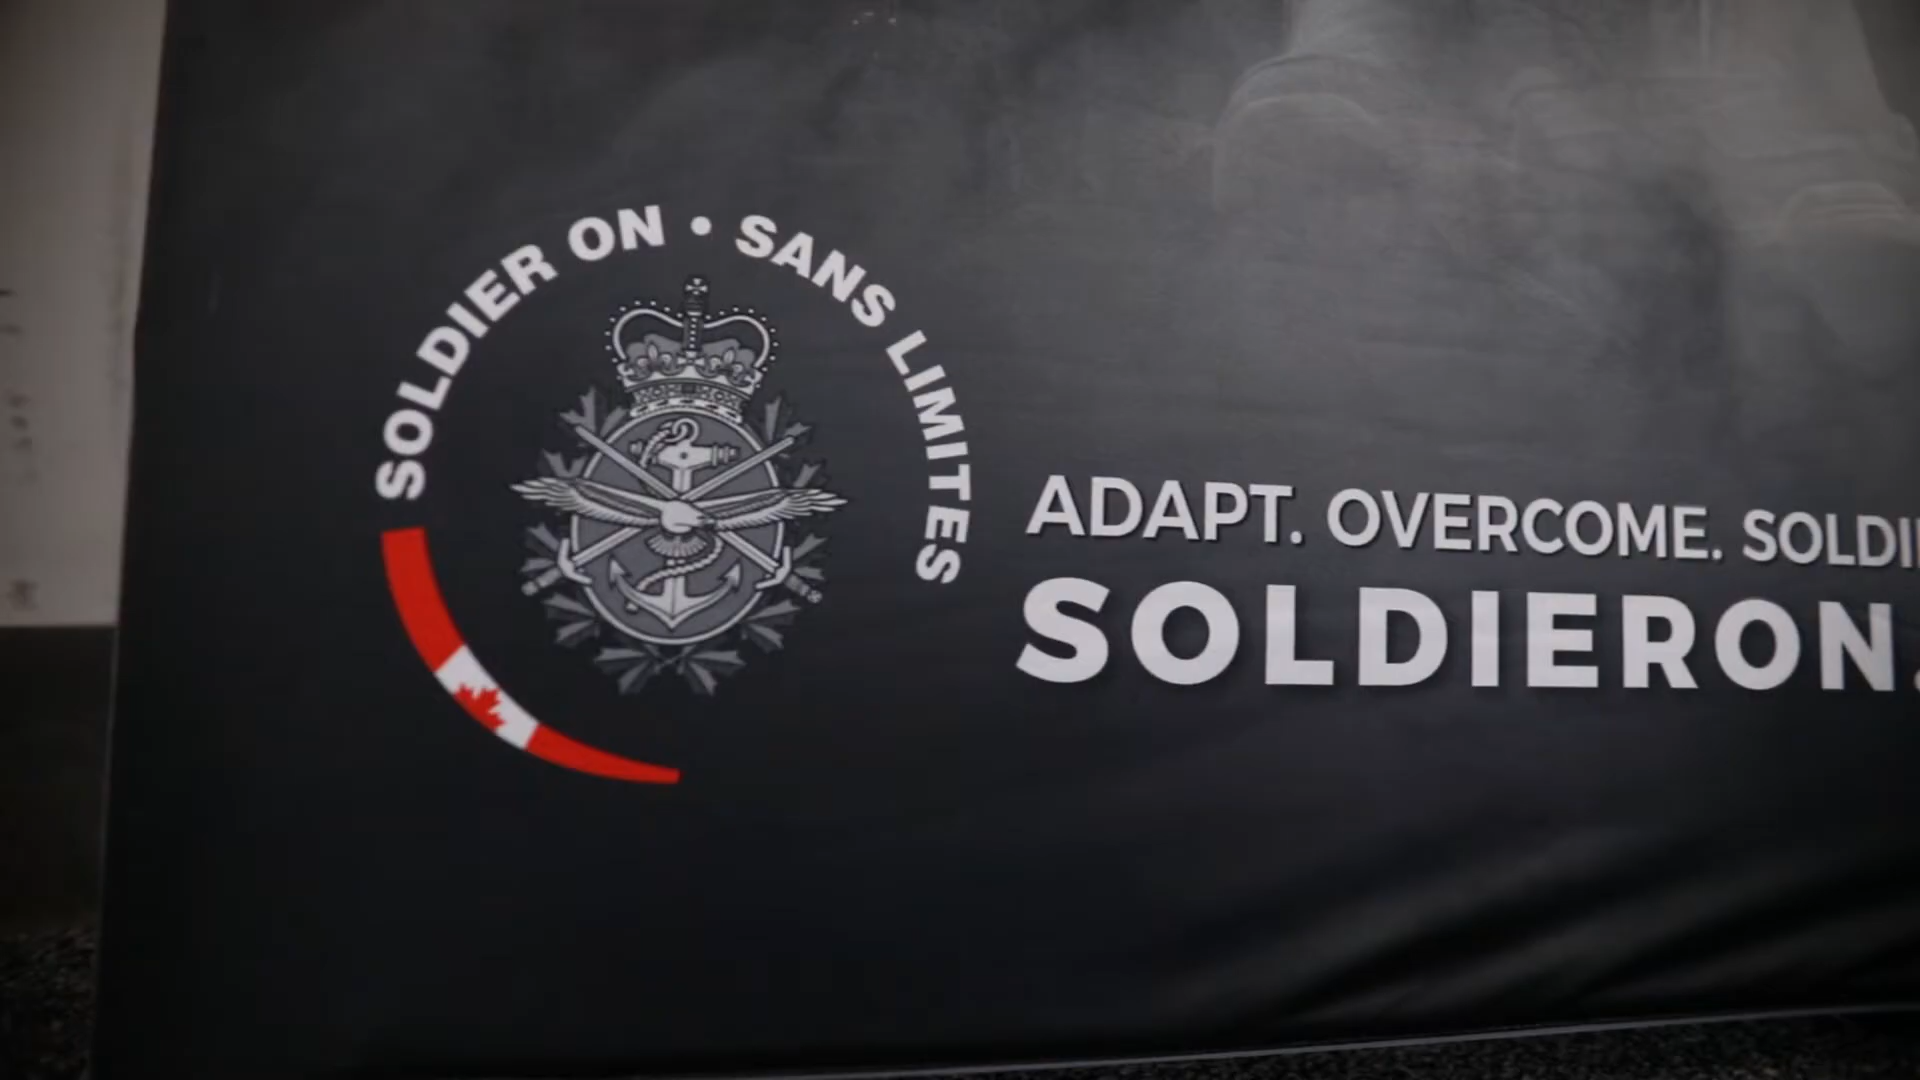 SOLDIER ON • SANS LIMITES
ADAPT. OVERCOME.
SOLDIERON.